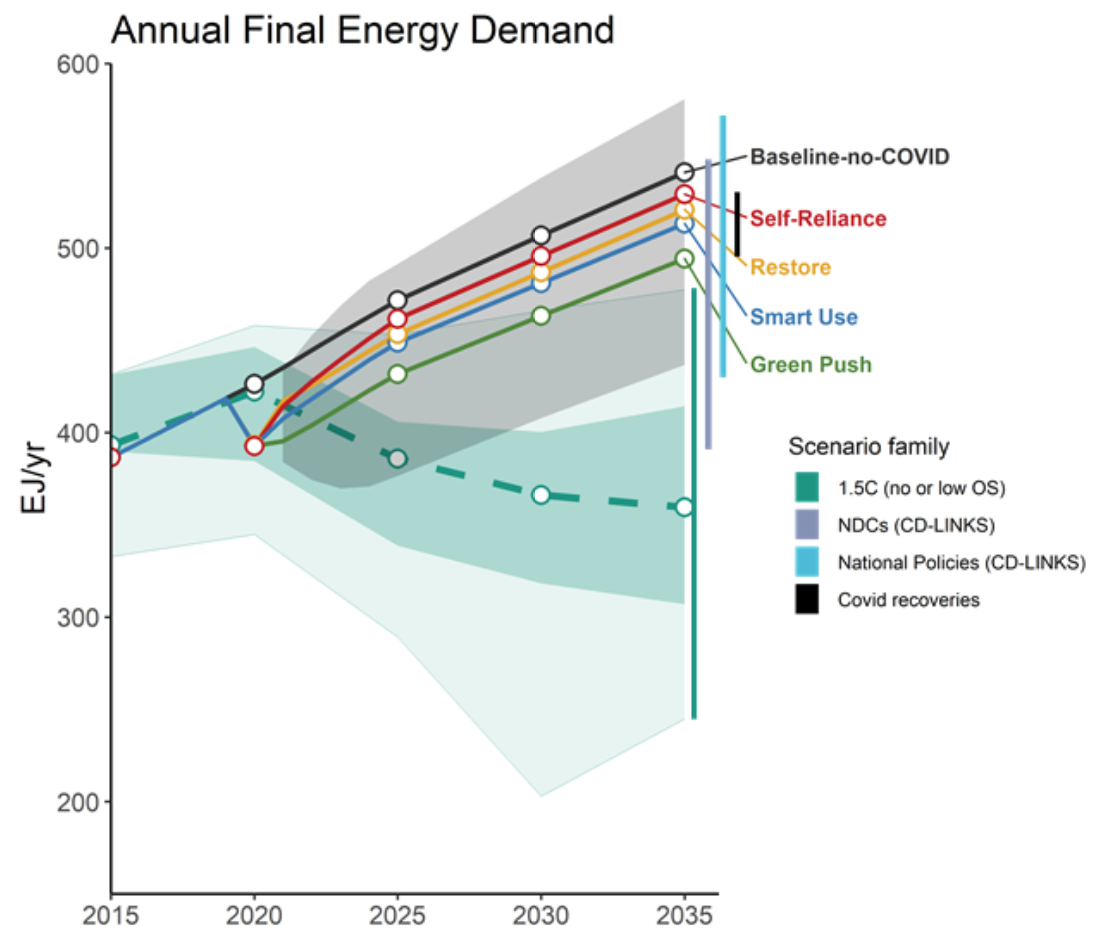 Annual Final Energy Demand
EJ/yr
600
500
400
300
200
2015 2020 2025 2030 2035
Baseline-no-COVID
Self-Reliance
Restore
Smart Use
Green Push
Scenario family
1.5C (no or low OS)
NDCs (CD-LINKS)
National Policies (CD-LINKS)
Covid recoveries